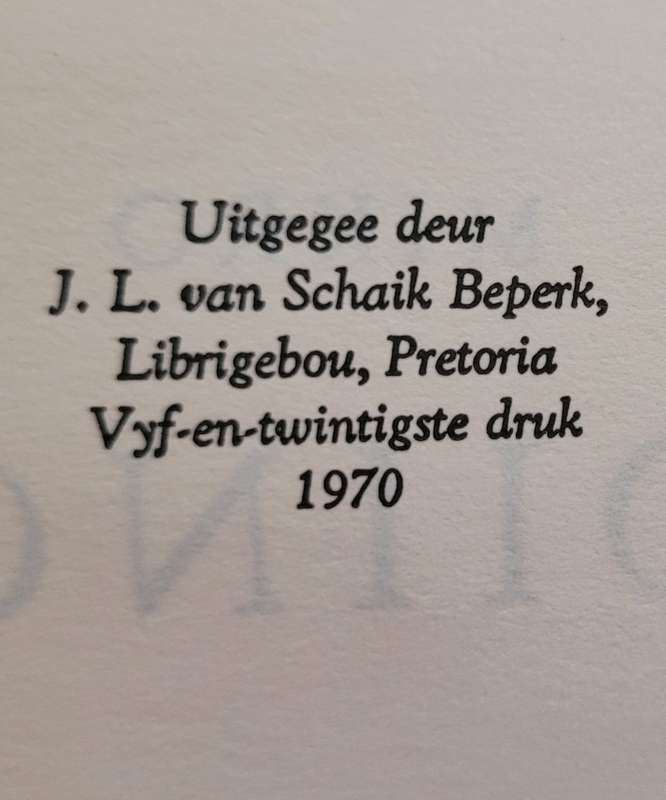 Uitgegee deur
J. L. van Schaik Beperk,
Librigebou, Pretoria
Vyf-en-twintigste druk
1970